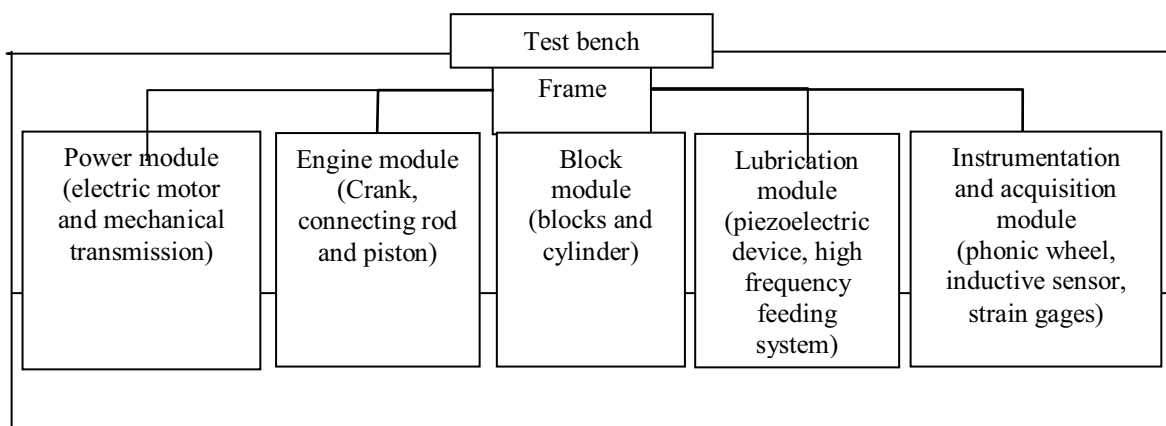 Test bench
Frame
Power module
(electric motor
and mechanical
transmission)
Engine module
(Crank,
connecting rod
and piston)
Block
module
(blocks and
cylinder)
Lubrication
module
(piezoelectric
device, high
frequency
feeding
system)
Instrumentation
and acquisition
module
(phonic wheel,
inductive sensor,
strain gages)